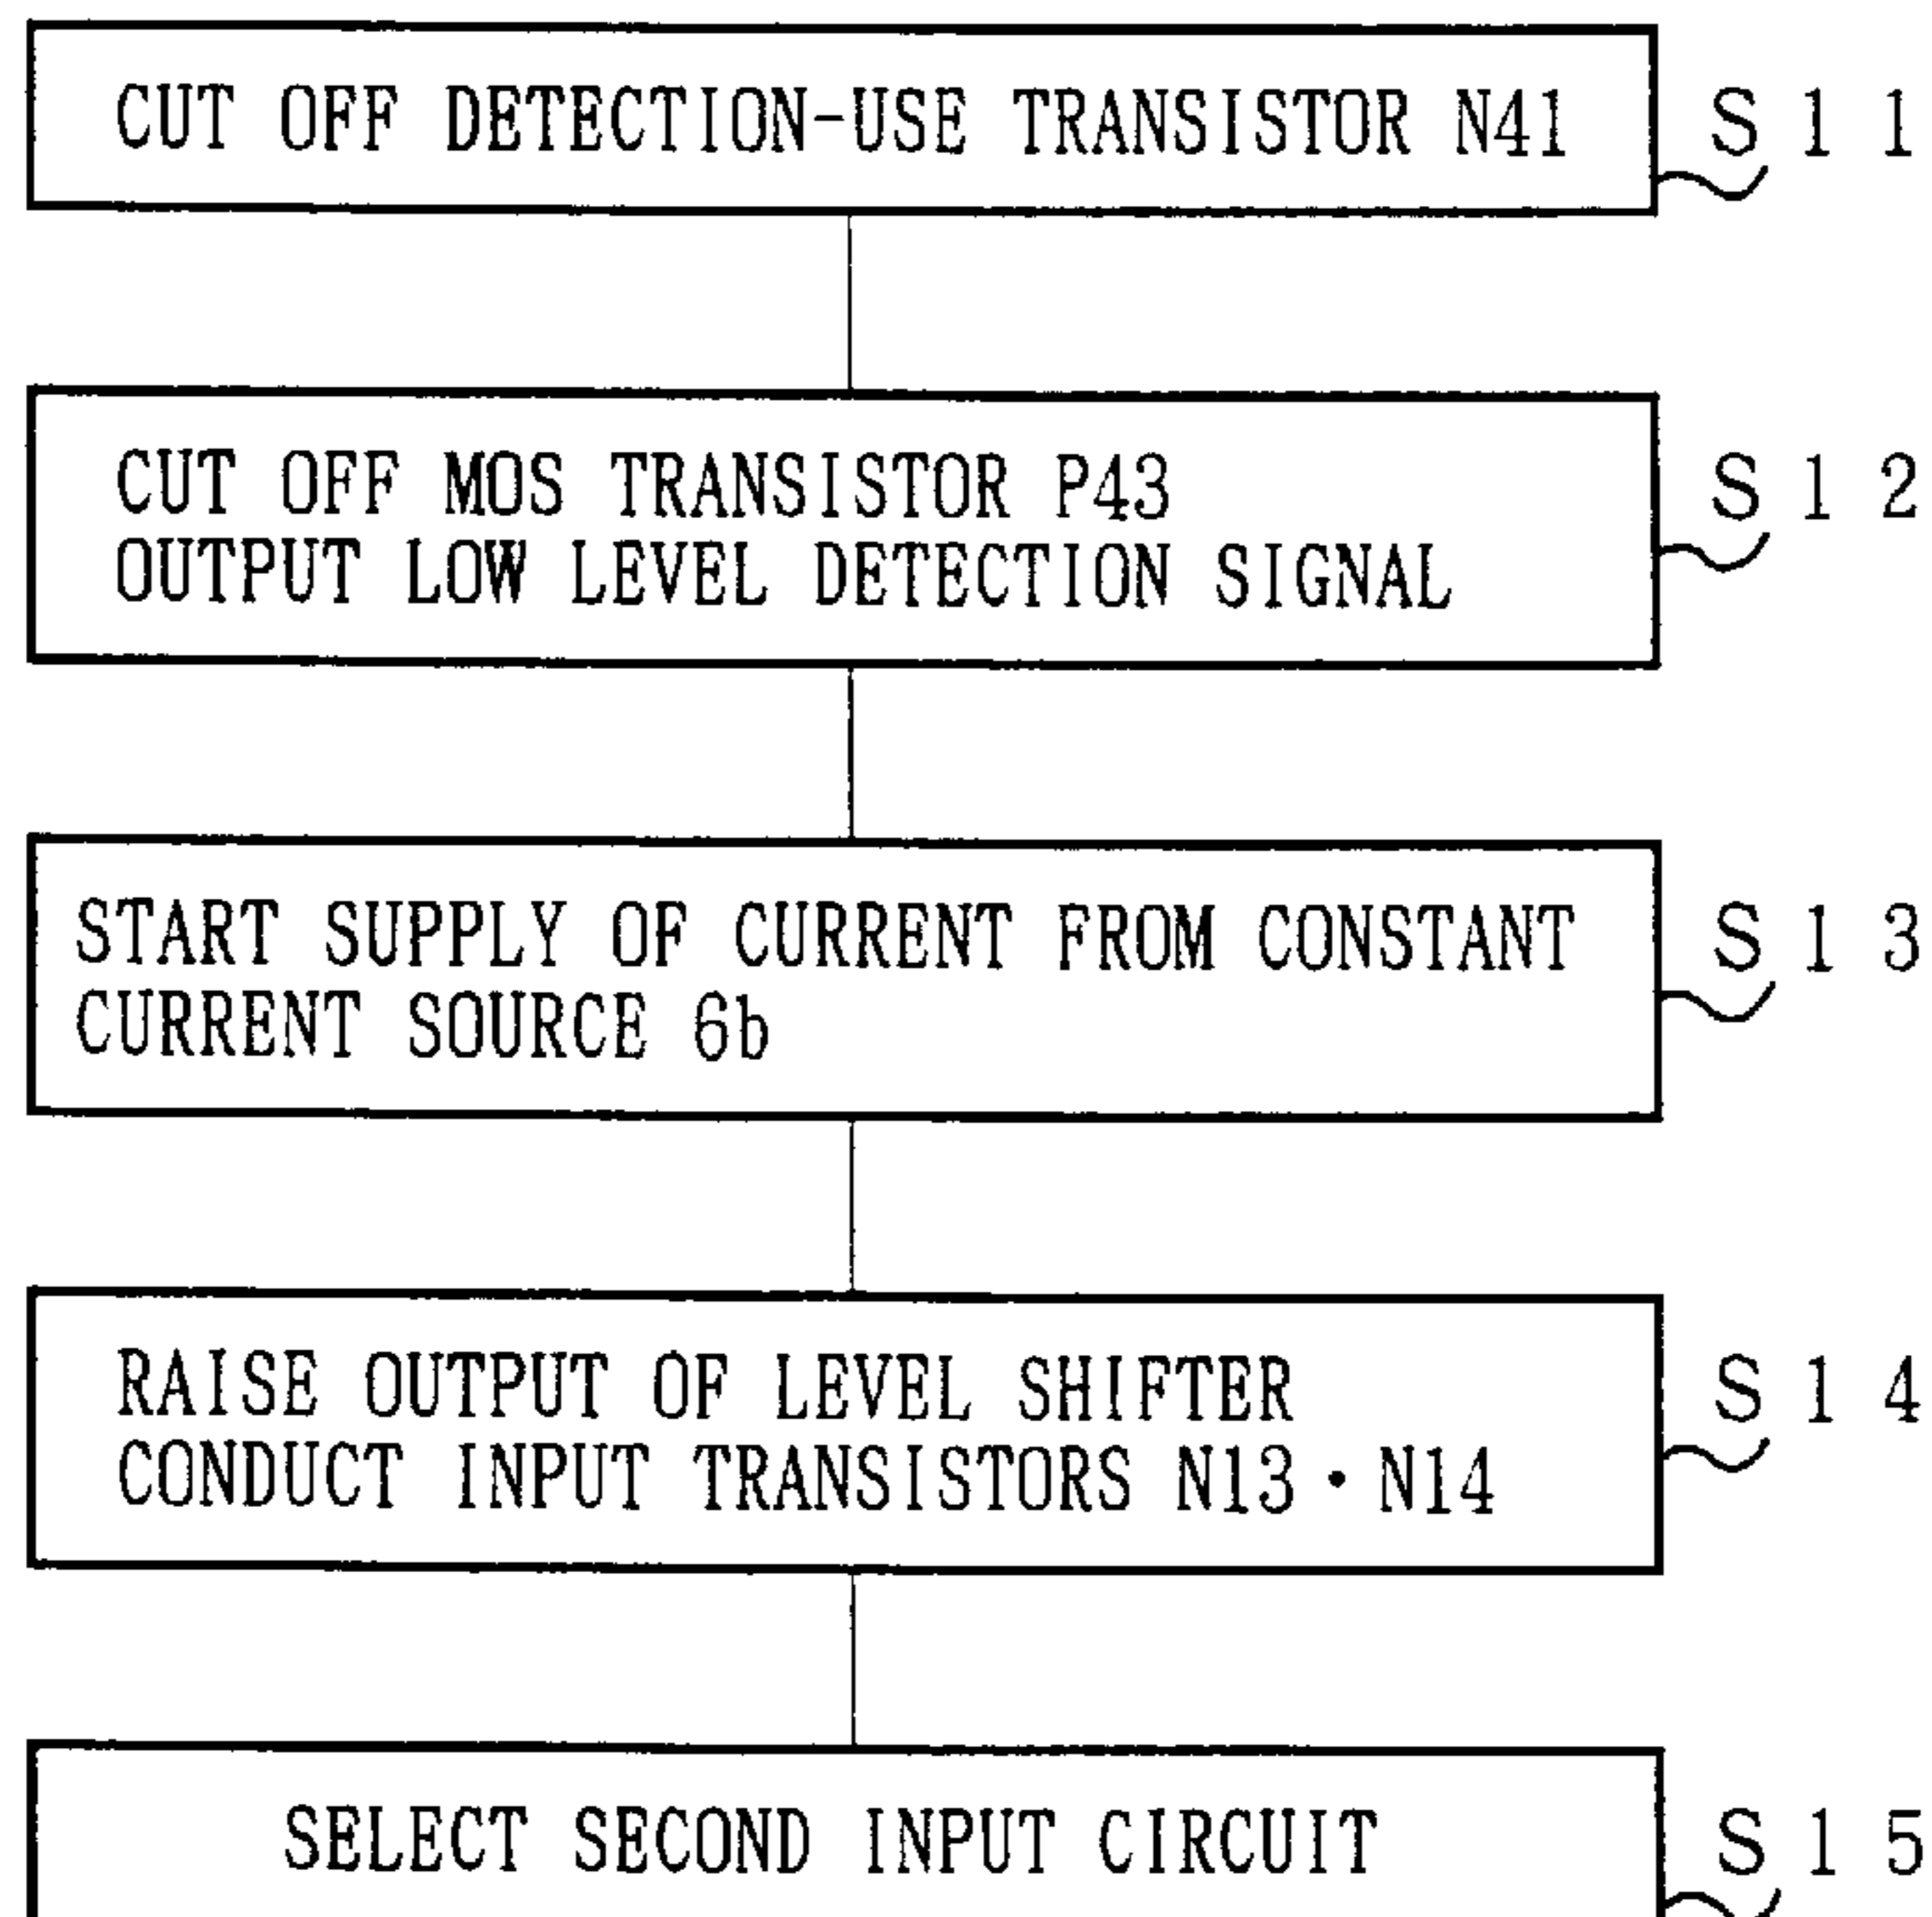 CUT OFF DETECTION-USE TRANSISTOR N41
S11
CUT OFF MOS TRANSISTOR P43
OUTPUT LOW LEVEL DETECTION SIGNAL
S12
START SUPPLY OF CURRENT FROM CONSTANT
CURRENT SOURCE 6b
S13
RAISE OUTPUT OF LEVEL SHIFTER
CONDUCT INPUT TRANSISTORS N13・N14
S14
SELECT SECOND INPUT CIRCUIT
S15